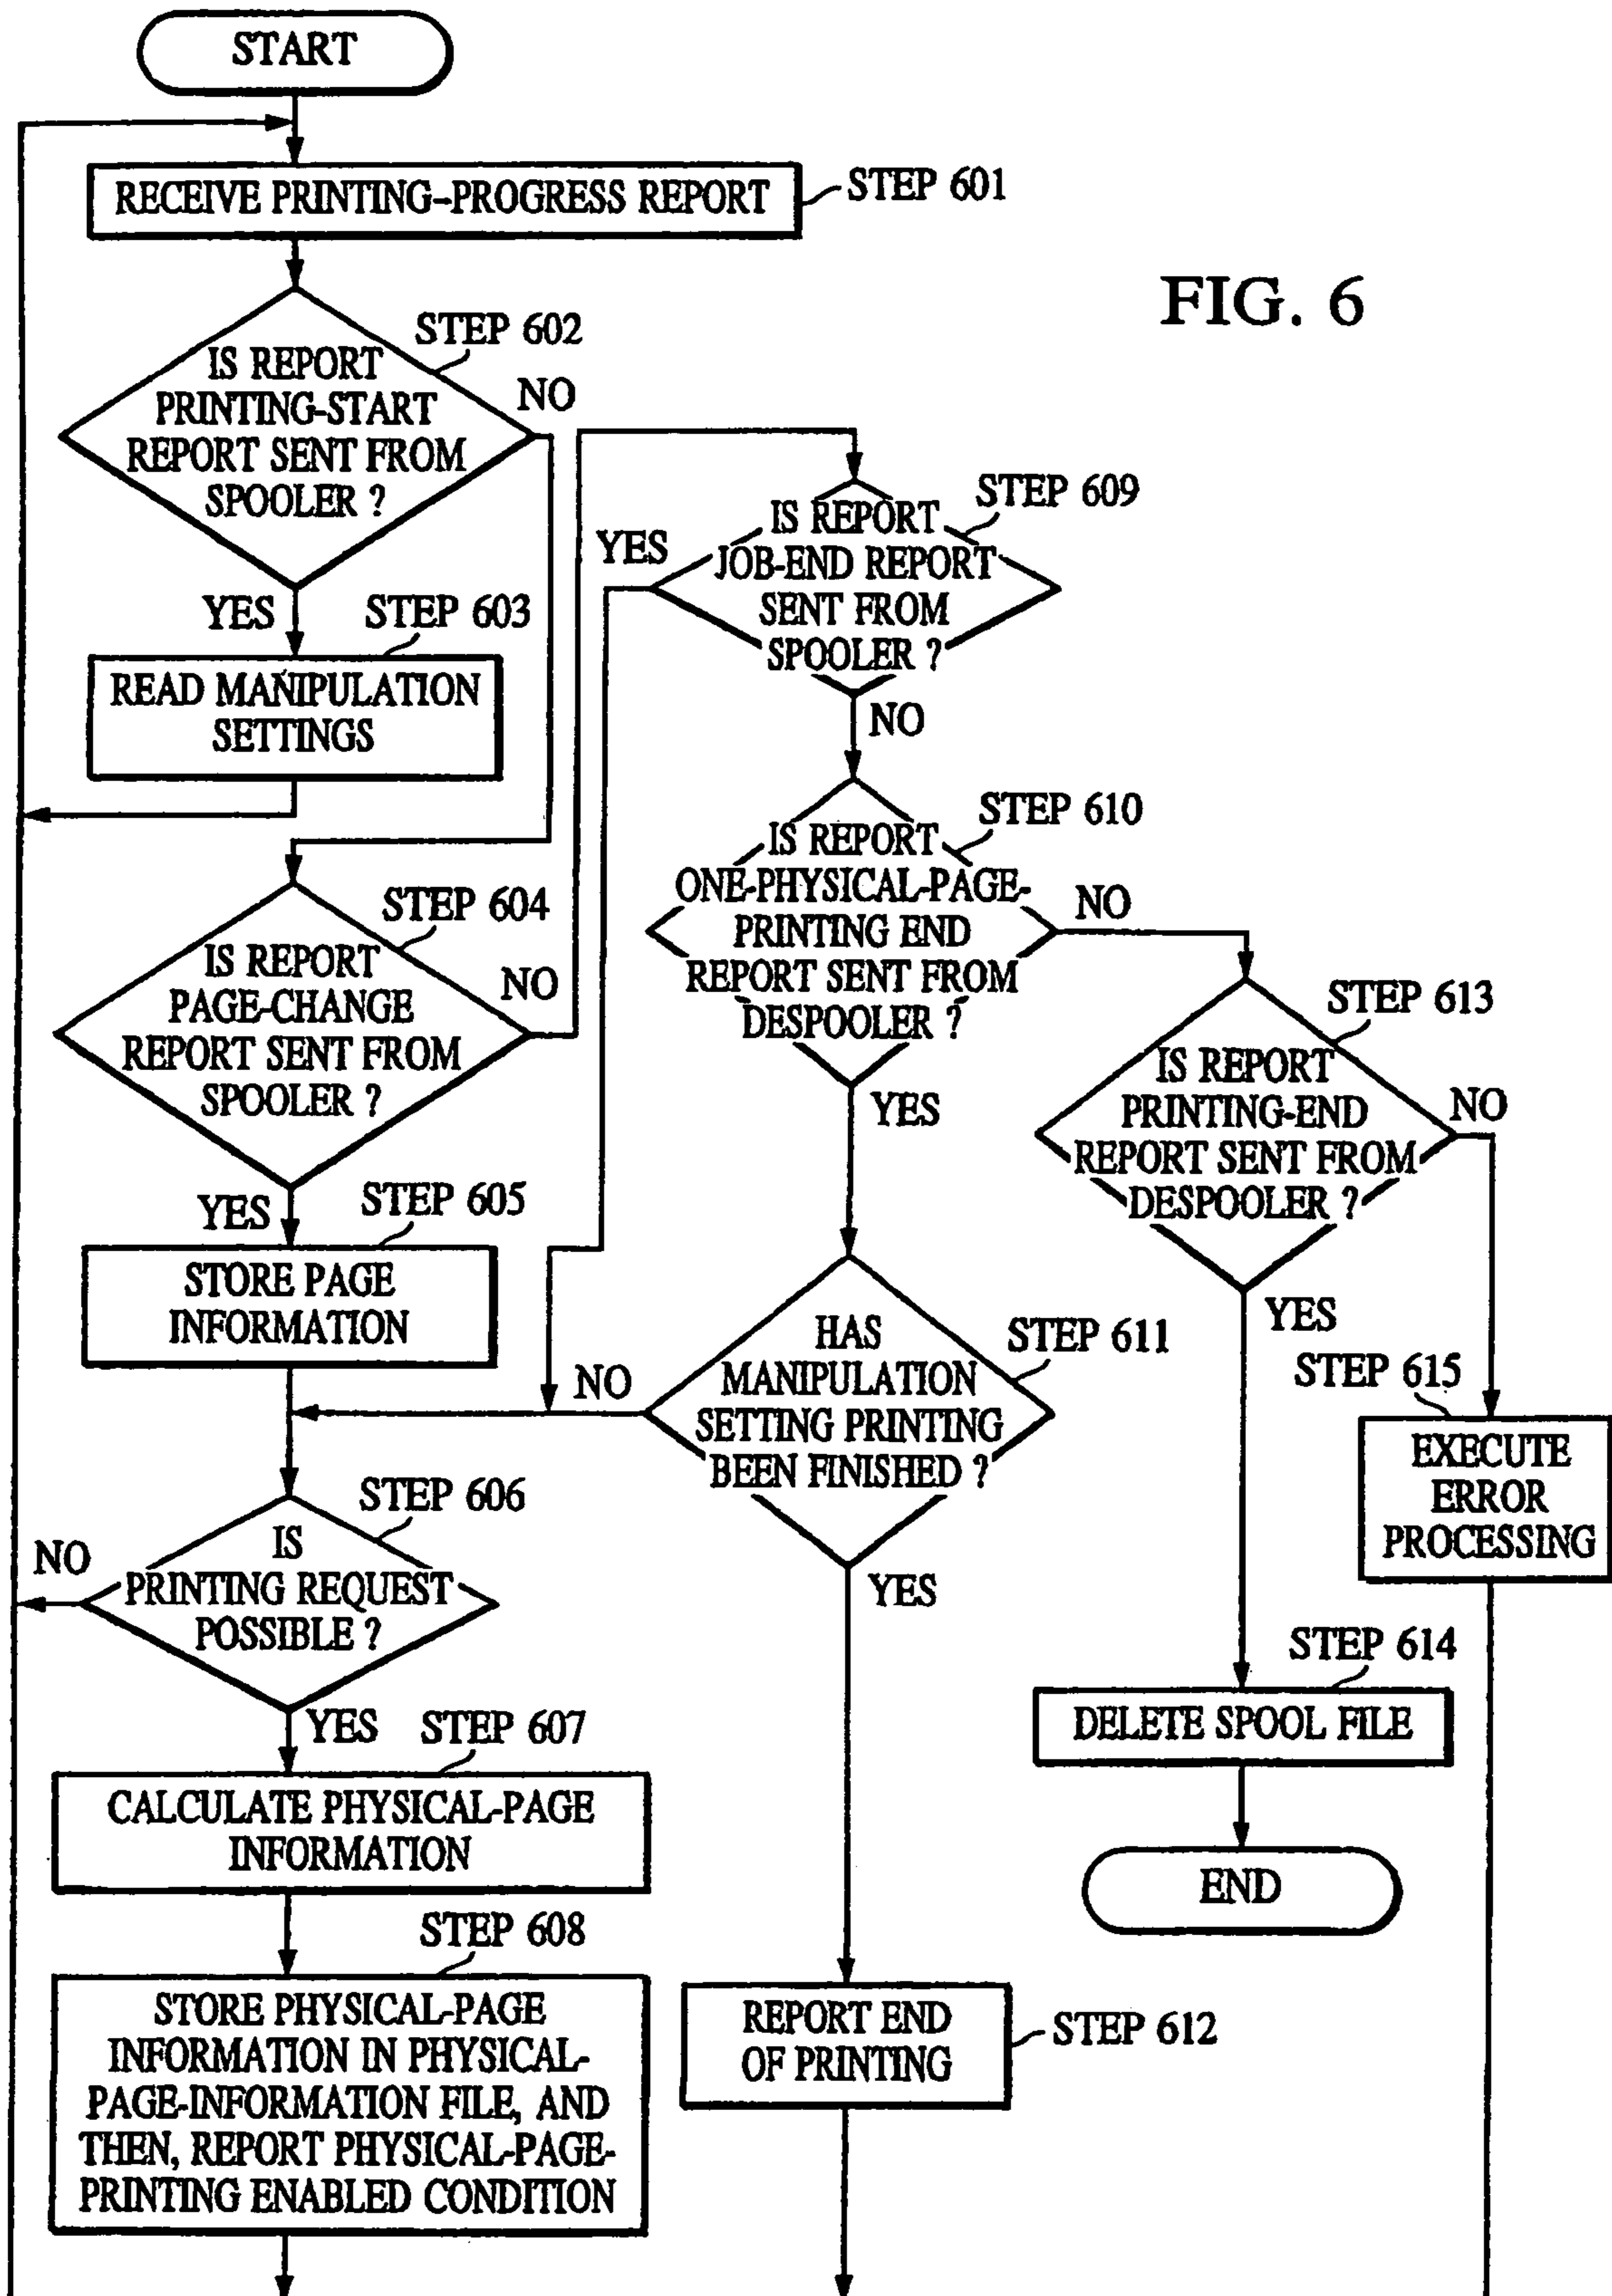 START
RECEIVE PRINTING-PROGRESS REPORT
STEP 601
FIG. 6
STEP 602
IS REPORT
PRINTING-START
REPORT SENT FROM
SPOOLER ?
NO
YES
STEP 603
READ MANIPULATION
SETTINGS
STEP 604
IS REPORT
PAGE-CHANGE
REPORT SENT FROM
SPOOLER ?
NO
YES
STEP 605
STORE PAGE
INFORMATION
STEP 606
IS
PRINTING REQUEST
POSSIBLE ?
NO
YES
STEP 607
CALCULATE PHYSICAL-PAGE
INFORMATION
STEP 608
STORE PHYSICAL-PAGE
INFORMATION IN PHYSICAL-
PAGE-INFORMATION FILE, AND
THEN, REPORT PHYSICAL-PAGE-
PRINTING ENABLED CONDITION
STEP 609
IS REPORT
JOB-END REPORT
SENT FROM
SPOOLER ?
YES
NO
STEP 610
IS REPORT
ONE-PHYSICAL-PAGE-
PRINTING END
REPORT SENT FROM
DESPOOLER ?
NO
YES
STEP 611
HAS
MANIPULATION
SETTING PRINTING
BEEN FINISHED ?
NO
YES
REPORT END
OF PRINTING
STEP 612
STEP 613
IS REPORT
PRINTING-END
REPORT SENT FROM
DESPOOLER ?
NO
YES
STEP 615
EXECUTE
ERROR
PROCESSING
STEP 614
DELETE SPOOL FILE
END